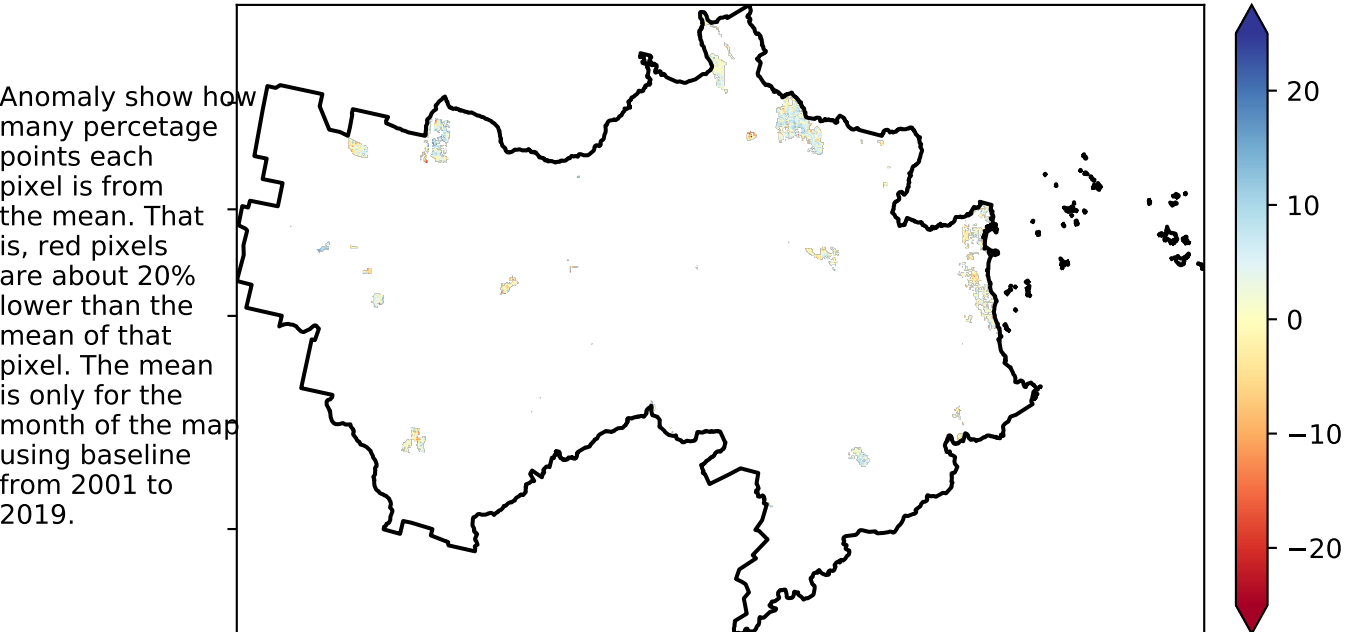 Anomaly show how
many percetage
points each
pixel is from
the mean. That
is, red pixels
are about 20%
lower than the
mean of that
pixel. The mean
is only for the
month of the map
using baseline
from 2001 to
2019.
20
10
0
−10
−20